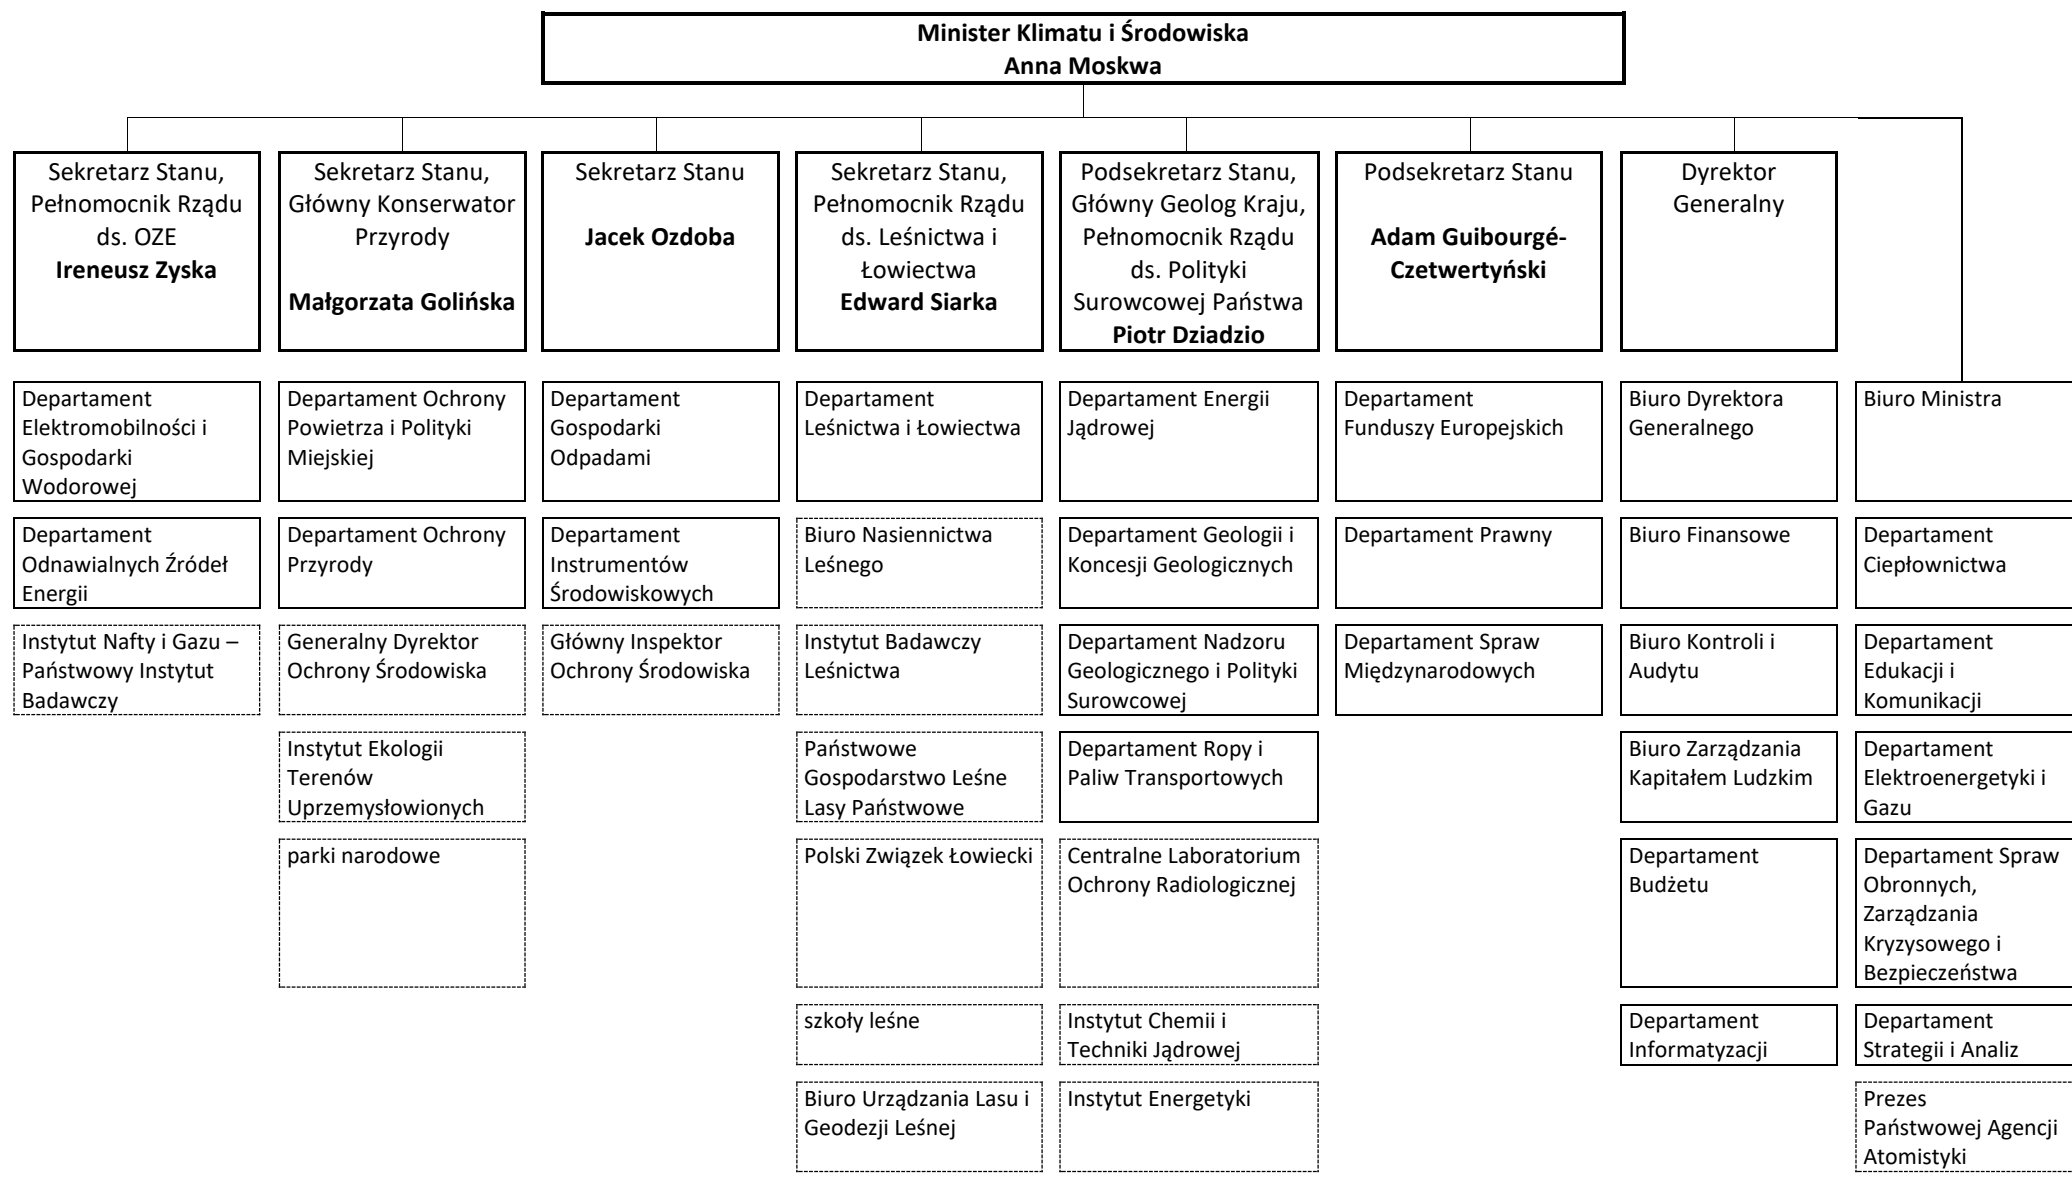 Minister Klimatu i Środowiska
Anna Moskwa
Sekretarz Stanu,
Pełnomocnik Rządu
ds. OZE
Ireneusz Zyska
Sekretarz Stanu,
Główny Konserwator
Przyrody
Małgorzata Golińska
Sekretarz Stanu
Jacek Ozdoba
Sekretarz Stanu,
Pełnomocnik Rządu
ds. Leśnictwa i
Łowiectwa
Edward Siarka
Podsekretarz Stanu,
Główny Geolog Kraju,
Pełnomocnik Rządu
ds. Polityki
Surowcowej Państwa
Piotr Dziadzio
Podsekretarz Stanu
Adam Guibourgé-
Czetwertyński
Dyrektor
Generalny
Departament
Elektromobilności i
Gospodarki
Wodorowej
Departament Ochrony
Powietrza i Polityki
Miejskiej
Departament
Gospodarki
Odpadami
Departament
Leśnictwa i Łowiectwa
Departament Energii
Jądrowej
Departament
Funduszy Europejskich
Biuro Dyrektora
Generalnego
Biuro Ministra
Departament
Odnawialnych Źródeł
Energii
Departament Ochrony
Przyrody
Departament
Instrumentów
Środowiskowych
Biuro Nasiennictwa
Leśnego
Departament Geologii i
Koncesji Geologicznych
Departament Prawny
Biuro Finansowe
Departament
Ciepłownictwa
Instytut Nafty i Gazu –
Państwowy Instytut
Badawczy
Generalny Dyrektor
Ochrony Środowiska
Główny Inspektor
Ochrony Środowiska
Instytut Badawczy
Leśnictwa
Departament Nadzoru
Geologicznego i Polityki
Surowcowej
Departament Spraw
Międzynarodowych
Biuro Kontroli i
Audytu
Departament
Edukacji i
Komunikacji
Instytut Ekologii
Terenów
Uprzemysłowionych
Państwowe
Gospodarstwo Leśne
Lasy Państwowe
Departament Ropy i
Paliw Transportowych
Biuro Zarządzania
Kapitałem Ludzkim
Departament
Elektroenergetyki i
Gazu
parki narodowe
Polski Związek Łowiecki
Centralne Laboratorium
Ochrony Radiologicznej
Departament
Budżetu
Departament Spraw
Obronnych,
Zarządzania
Kryzysowego i
Bezpieczeństwa
szkoły leśne
Instytut Chemii i
Techniki Jądrowej
Departament
Informatyzacji
Departament
Strategii i Analiz
Biuro Urządzania Lasu i
Geodezji Leśnej
Instytut Energetyki
Prezes
Państwowej Agencji
Atomistyki